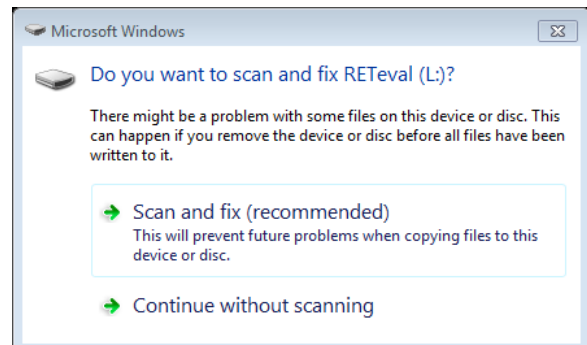 Microsoft Windows
Do you want to scan and fix RETeval (L:)?
There might be a problem with some files on this device or disc. This
can happen if you remove the device or disc before all files have been
written to it.
Scan and fix (recommended)
This will prevent future problems when copying files to this
device or disc.
Continue without scanning